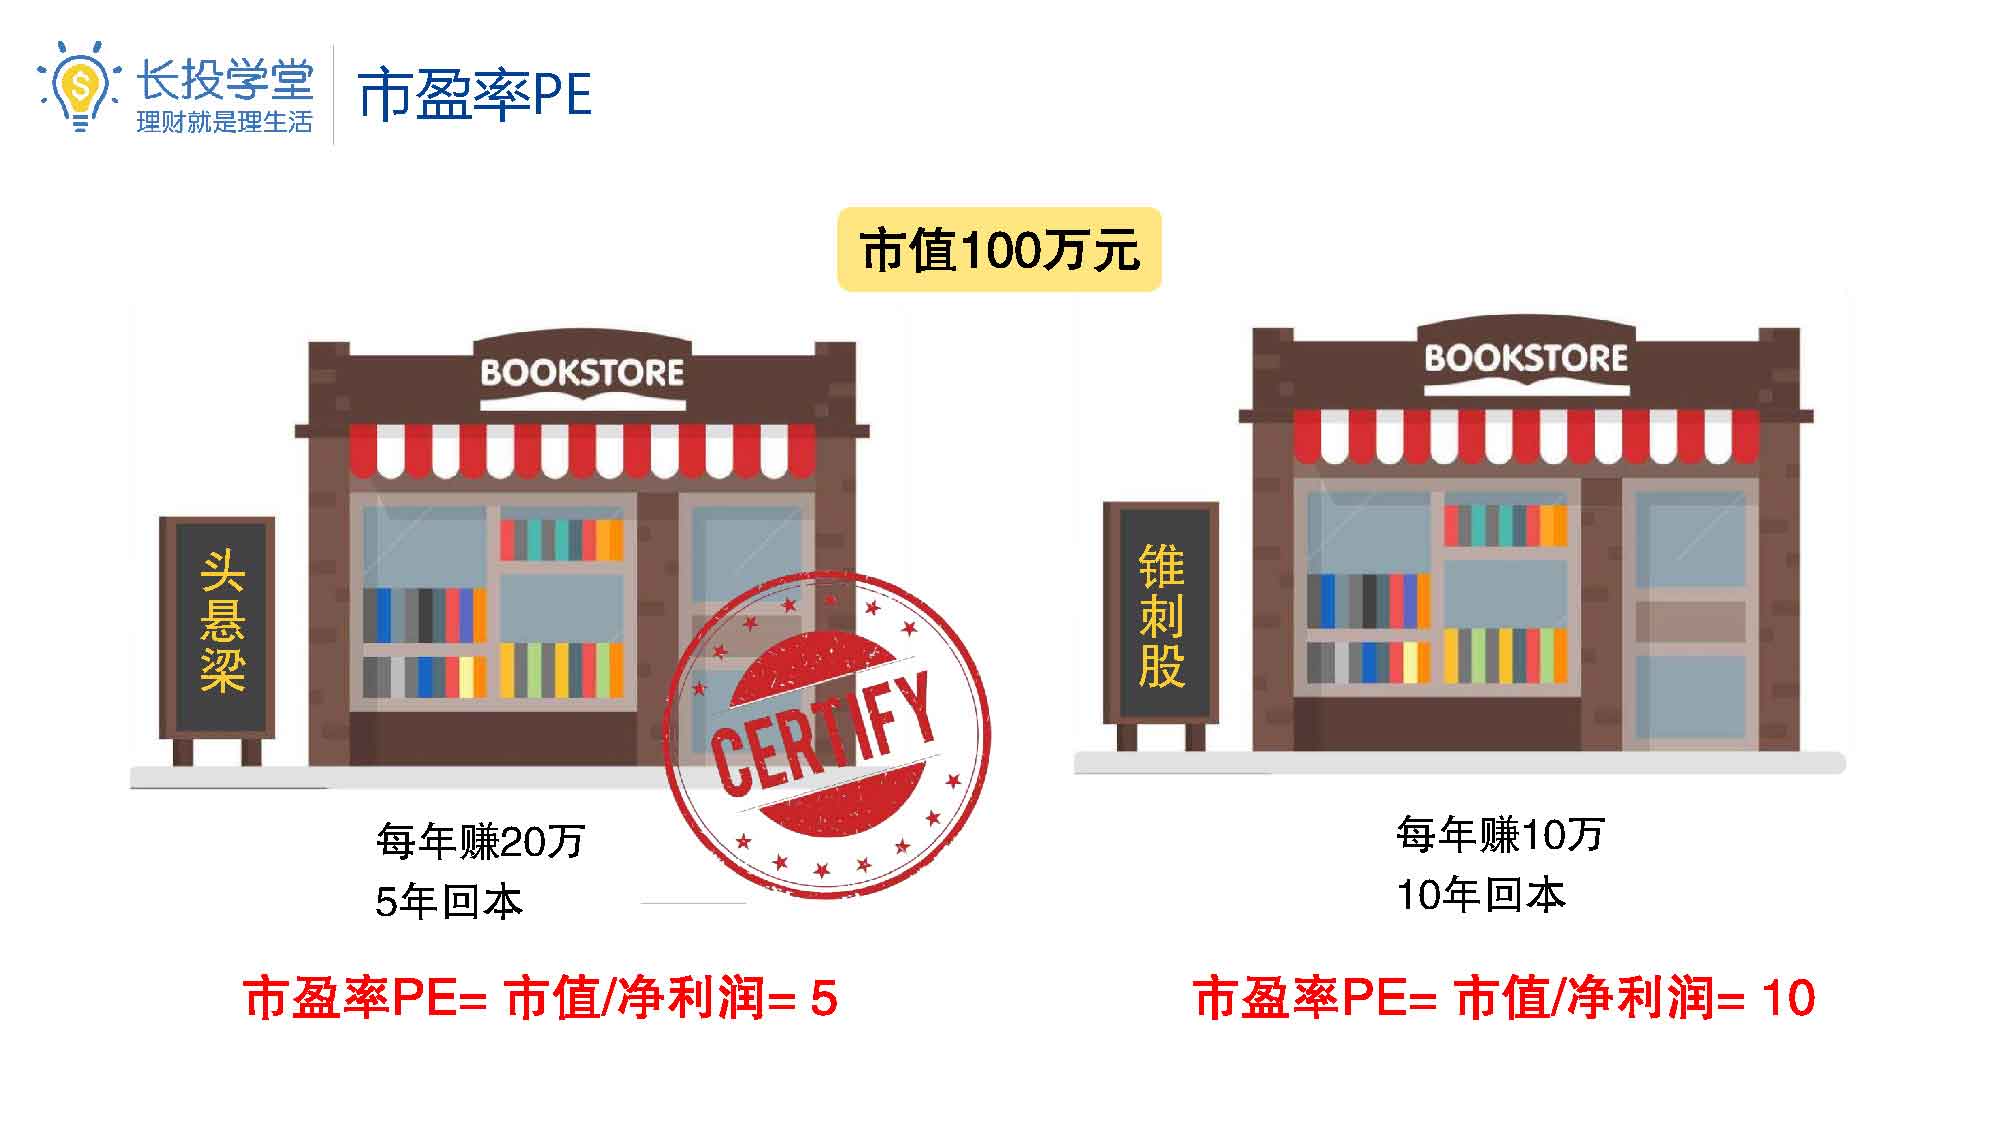 长投学堂
理财就是理生活
市盈率PE
市值100万元
BOOKSTORE
头悬梁
CERTIFY
每年赚20万
5年回本
市盈率PE= 市值/净利润= 5
BOOKSTORE
锥刺股
每年赚10万
10年回本
市盈率PE= 市值/净利润= 10